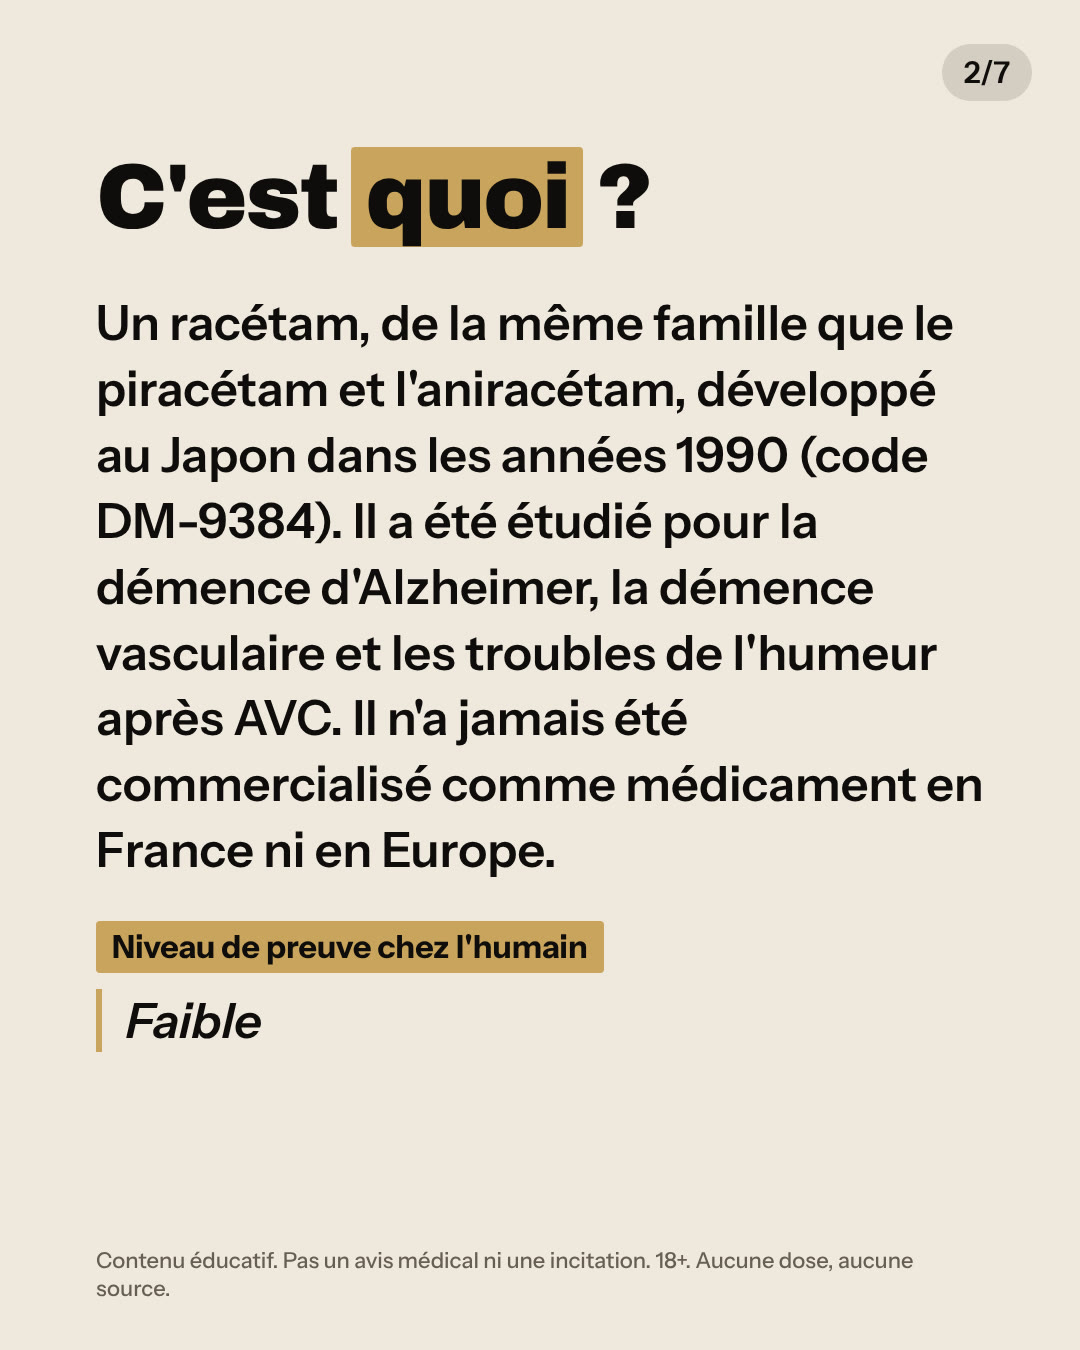 2/7
C'est quoi ?
Un racétam, de la même famille que le
piracétam et l'aniracétam, développé
au Japon dans les années 1990 (code
DM-9384). Il a été étudié pour la
démence d'Alzheimer, la démence
vasculaire et les troubles de l'humeur
après AVC. Il n'a jamais été
commercialisé comme médicament en
France ni en Europe.
Niveau de preuve chez l'humain
Faible
Contenu éducatif. Pas un avis médical ni une incitation. 18+. Aucune dose, aucune
source.